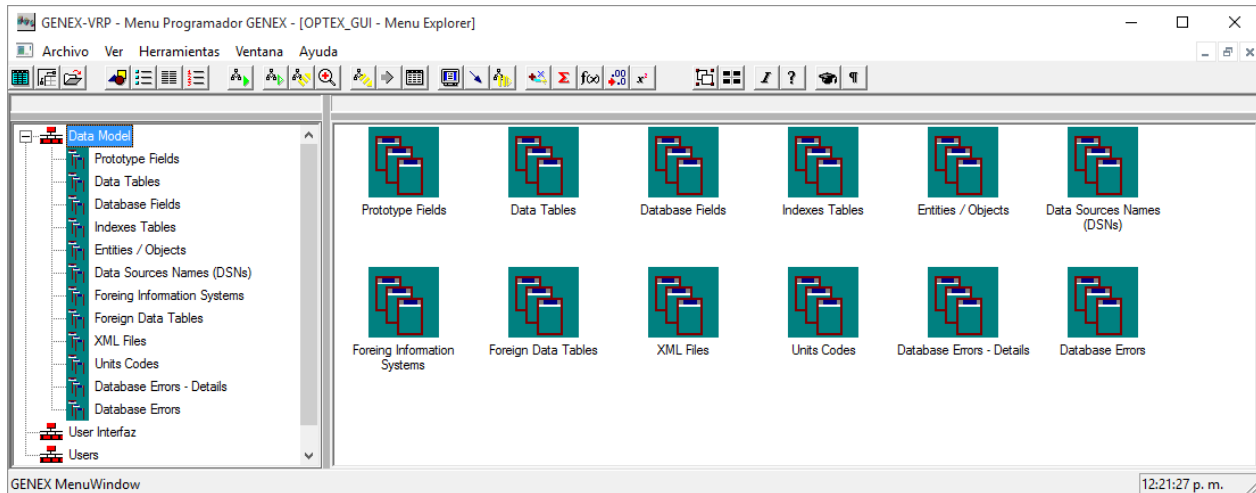 GENEX-VRP - Menu Programador GENEX - [OPTEX_GUI - Menu Explorer]
Archivo Ver Herramientas Ventana Ayuda
Σ f(x) x² I ? ¶
Data Model
Prototype Fields
Data Tables
Database Fields
Indexes Tables
Entities / Objects
Data Sources Names (DSNs)
Foreing Information Systems
Foreign Data Tables
XML Files
Units Codes
Database Errors - Details
Database Errors
User Interfaz
Users
Prototype Fields Data Tables Database Fields Indexes Tables Entities / Objects Data Sources Names
(DSNs)
Foreing Information Foreign Data Tables XML Files Units Codes Database Errors - Details Database Errors
Systems
GENEX MenuWindow 12:21:27 p. m.